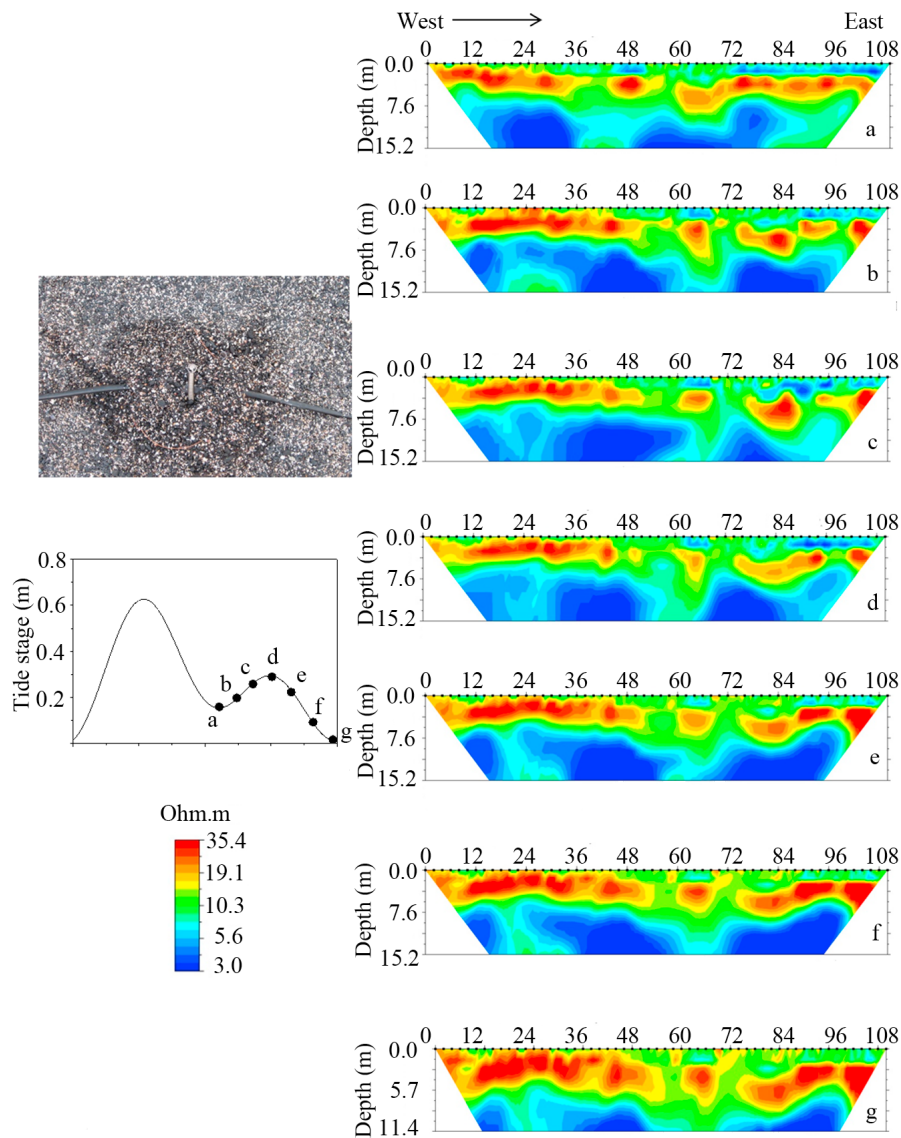 West East
0 12 24 36 48 60 72 84 96 108
0.0
Depth (m)
7.6
15.2
a
0 12 24 36 48 60 72 84 96 108
0.0
Depth (m)
7.6
15.2
b
0 12 24 36 48 60 72 84 96 108
0.0
Depth (m)
7.6
15.2
c
0 12 24 36 48 60 72 84 96 108
0.0
Depth (m)
7.6
15.2
d
0 12 24 36 48 60 72 84 96 108
0.0
Depth (m)
7.6
15.2
e
0 12 24 36 48 60 72 84 96 108
0.0
Depth (m)
7.6
15.2
f
0 12 24 36 48 60 72 84 96 108
0.0
Depth (m)
5.7
11.4
g
Tide stage (m)
0.8
0.6
0.4
0.2
a
b
c
d
e
f
g
Ohm.m
35.4
19.1
10.3
5.6
3.0